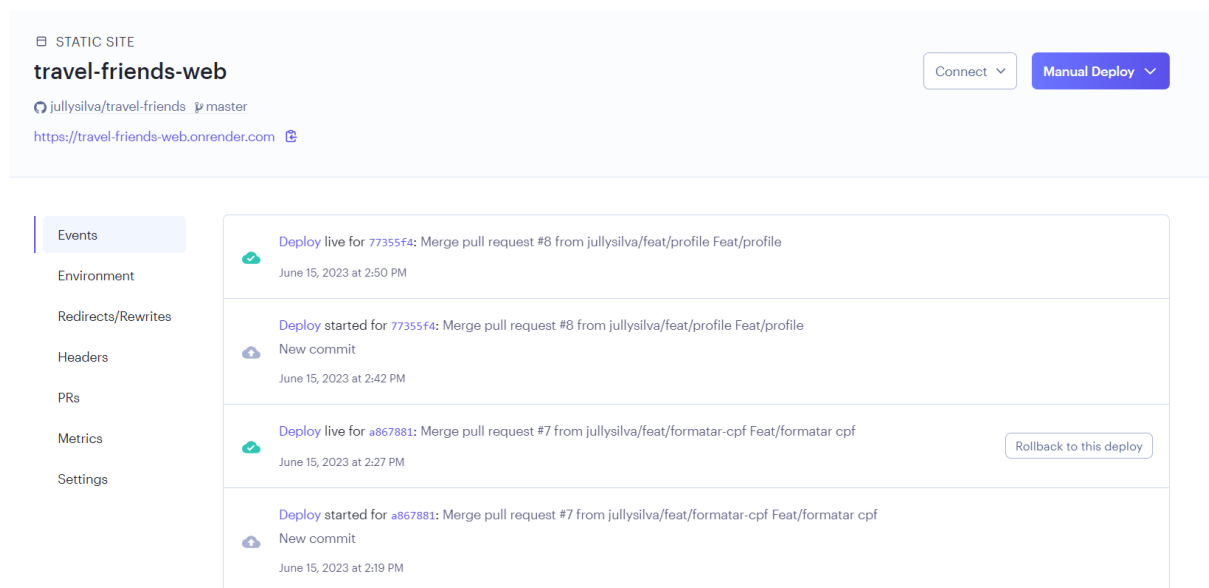 STATIC SITE
travel-friends-web
jullysilva/travel-friends master
https://travel-friends-web.onrender.com
Connect
Manual Deploy
Events
Environment
Redirects/Rewrites
Headers
PRs
Metrics
Settings
Deploy live for 77355f4: Merge pull request #8 from jullysilva/feat/profile Feat/profile
June 15, 2023 at 2:50 PM
Deploy started for 77355f4: Merge pull request #8 from jullysilva/feat/profile Feat/profile
New commit
June 15, 2023 at 2:42 PM
Deploy live for a867881: Merge pull request #7 from jullysilva/feat/formatar-cpf Feat/formatar cpf
June 15, 2023 at 2:27 PM
Rollback to this deploy
Deploy started for a867881: Merge pull request #7 from jullysilva/feat/formatar-cpf Feat/formatar cpf
New commit
June 15, 2023 at 2:19 PM